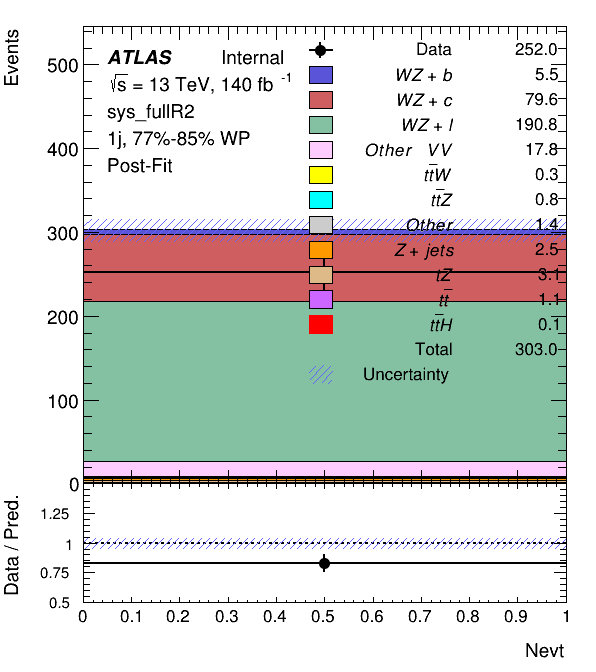 Events
500
400
300
200
100
0
ATLAS Internal
√s = 13 TeV, 140 fb⁻¹
sys_fullR2
1j, 77%-85% WP
Post-Fit
Data 252.0
WZ + b 5.5
WZ + c 79.6
WZ + l 190.8
Other VV 17.8
tt̄W 0.3
tt̄Z 0.8
Other 1.4
Z + jets 2.5
tZ 3.1
tt̄ 1.1
tt̄H 0.1
Total 303.0
Uncertainty
Data / Pred.
1.25
1
0.75
0.5
0 0.1 0.2 0.3 0.4 0.5 0.6 0.7 0.8 0.9 1
Nevt